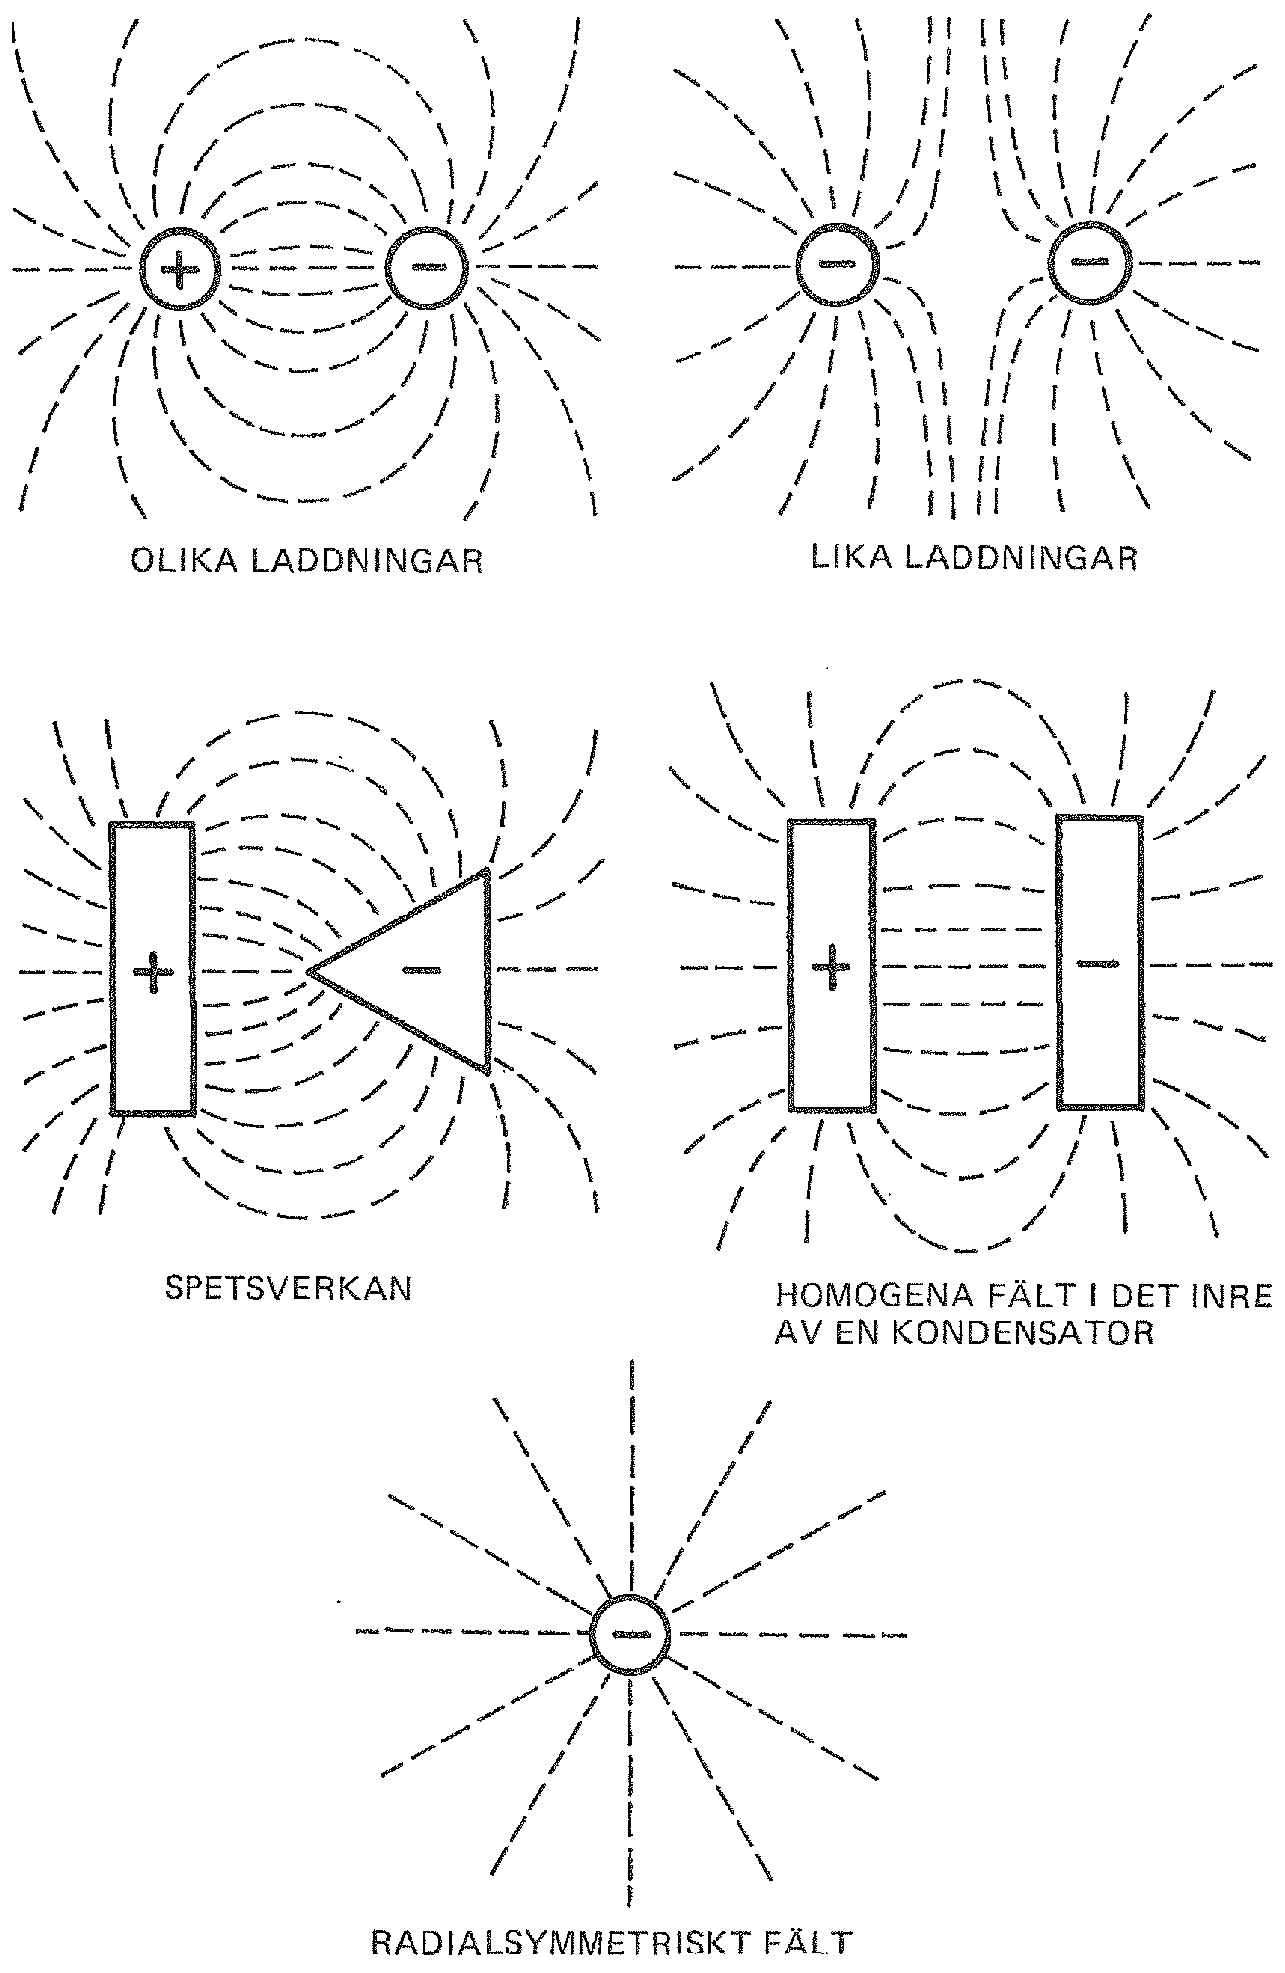 + −
− −
OLIKA LADDNINGAR
LIKA LADDNINGAR
+ −
+ −
SPETSVERKAN
HOMOGENA FÄLT I DET INRE
AV EN KONDENSATOR
−
RADIALSYMMETRISKT FÄLT